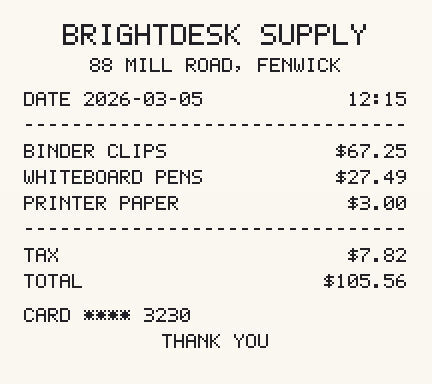 BRIGHTDESK SUPPLY
88 MILL ROAD, FENWICK
DATE 2026-03-05 12:15
--------------------------------
BINDER CLIPS $67.25
WHITEBOARD PENS $27.49
PRINTER PAPER $3.00
--------------------------------
TAX $7.82
TOTAL $105.56
CARD **** 3230
THANK YOU